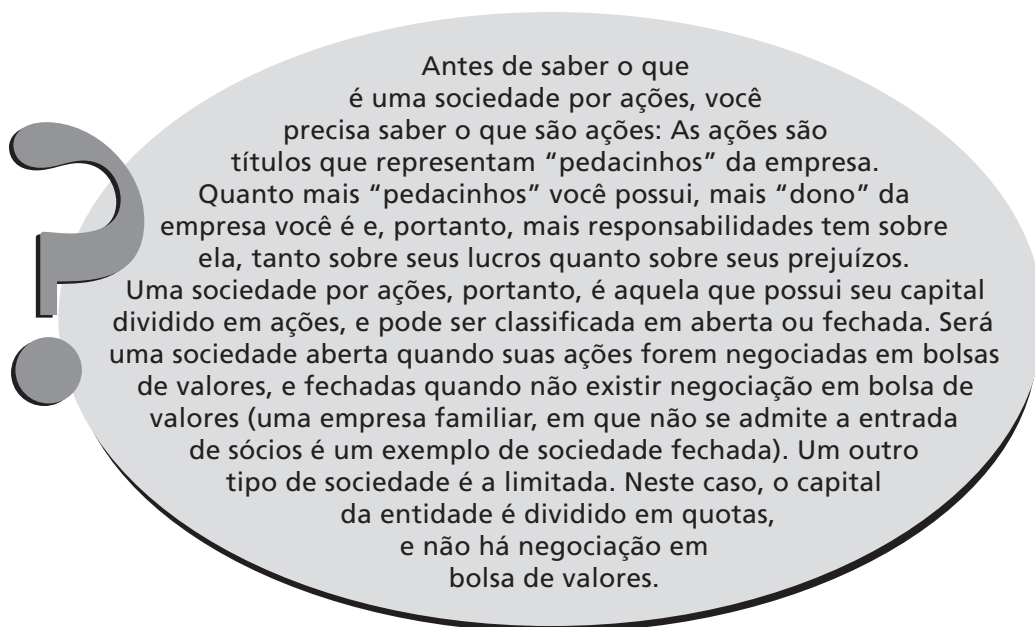 Antes de saber o que
é uma sociedade por ações, você
precisa saber o que são ações: As ações são
títulos que representam “pedacinhos” da empresa.
Quanto mais “pedacinhos” você possui, mais “dono” da
empresa você é e, portanto, mais responsabilidades tem sobre
ela, tanto sobre seus lucros quanto sobre seus prejuízos.
Uma sociedade por ações, portanto, é aquela que possui seu capital
dividido em ações, e pode ser classificada em aberta ou fechada. Será
uma sociedade aberta quando suas ações forem negociadas em bolsas
de valores, e fechadas quando não existir negociação em bolsa de
valores (uma empresa familiar, em que não se admite a entrada
de sócios é um exemplo de sociedade fechada). Um outro
tipo de sociedade é a limitada. Neste caso, o capital
da entidade é dividido em quotas,
e não há negociação em
bolsa de valores.